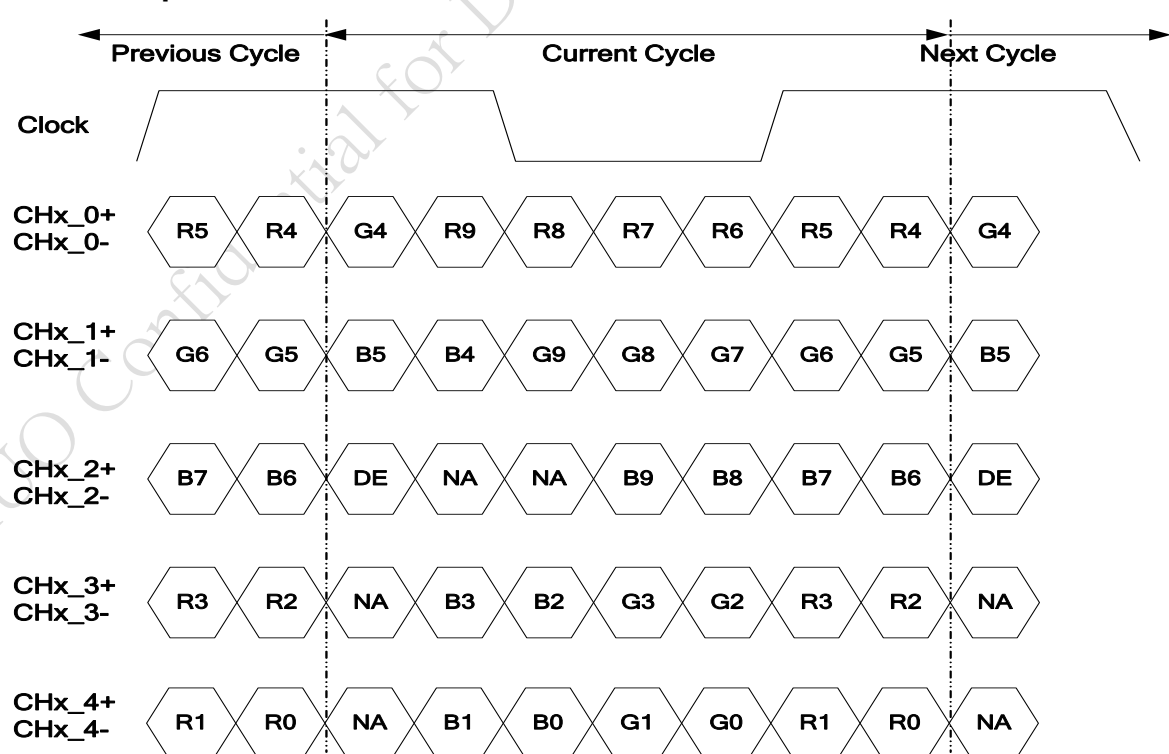 Previous Cycle Current Cycle Next Cycle
Clock
CHx_0+
CHx_0-
R5 R4 G4 R9 R8 R7 R6 R5 R4 G4
CHx_1+
CHx_1-
G6 G5 B5 B4 G9 G8 G7 G6 G5 B5
CHx_2+
CHx_2-
B7 B6 DE NA NA B9 B8 B7 B6 DE
CHx_3+
CHx_3-
R3 R2 NA B3 B2 G3 G2 R3 R2 NA
CHx_4+
CHx_4-
R1 R0 NA B1 B0 G1 G0 R1 R0 NA
Confidential for